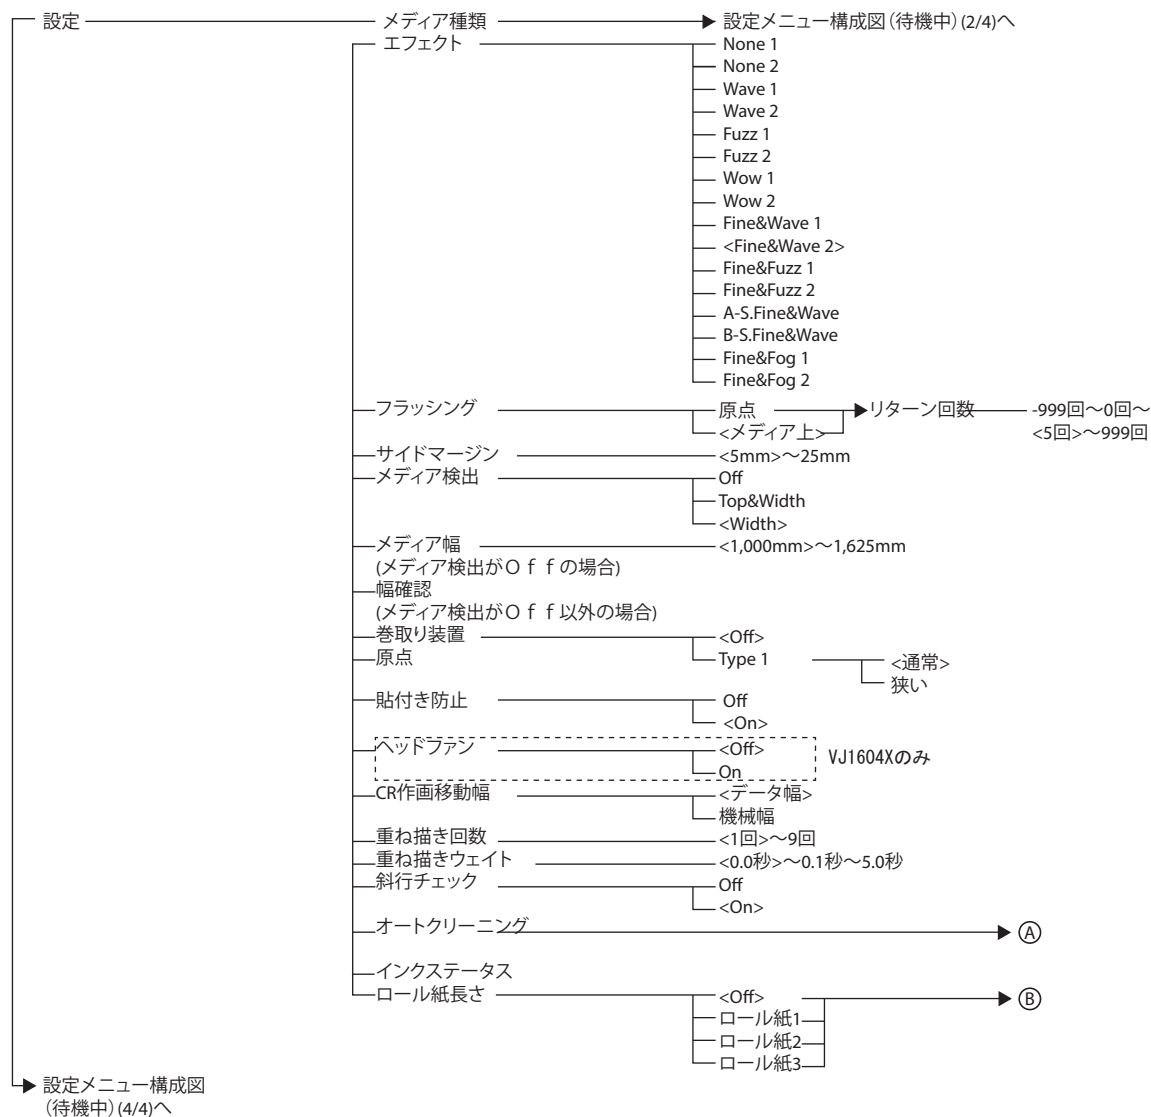 設定
メディア種類
設定メニュー構成図（待機中）(2/4)へ
エフェクト
None 1
None 2
Wave 1
Wave 2
Fuzz 1
Fuzz 2
Wow 1
Wow 2
Fine&Wave 1
<Fine&Wave 2>
Fine&Fuzz 1
Fine&Fuzz 2
A-S.Fine&Wave
B-S.Fine&Wave
Fine&Fog 1
Fine&Fog 2
フラッシング
原点
リターン回数
-999回～0回～
<メディア上>
<5回>～999回
サイドマージン
<5mm>～25mm
メディア検出
Off
Top&Width
<Width>
メディア幅
<1,000mm>～1,625mm
(メディア検出がＯｆｆの場合)
幅確認
(メディア検出がＯｆｆ以外の場合)
巻取り装置
<Off>
原点
Type 1
<通常>
狭い
貼付き防止
Off
<On>
ヘッドファン
<Off>
On
VJ1604Xのみ
CR作画移動幅
<データ幅>
機械幅
重ね描き回数
<1回>～9回
重ね描きウェイト
<0.0秒>～0.1秒～5.0秒
斜行チェック
Off
<On>
オートクリーニング
A
インクステータス
ロール紙長さ
<Off>
B
ロール紙1
ロール紙2
ロール紙3
設定メニュー構成図
（待機中）(4/4)へ